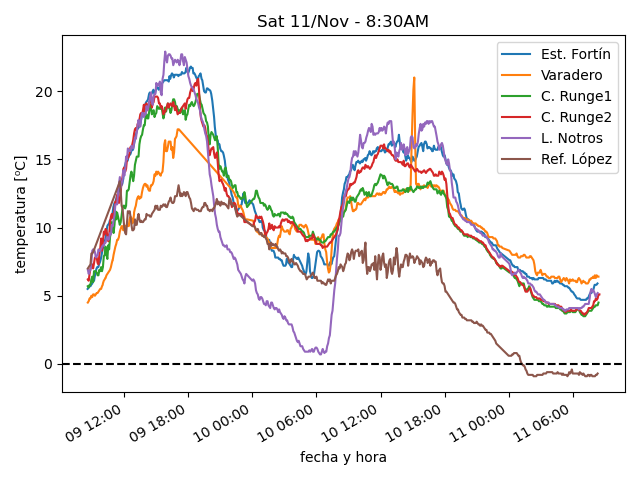 Sat 11/Nov - 8:30AM
temperatura [ºC]
20
15
10
5
0
Est. Fortín
Varadero
C. Runge1
C. Runge2
L. Notros
Ref. López
09 12:00
09 18:00
10 00:00
10 06:00
10 12:00
10 18:00
11 00:00
11 06:00
fecha y hora